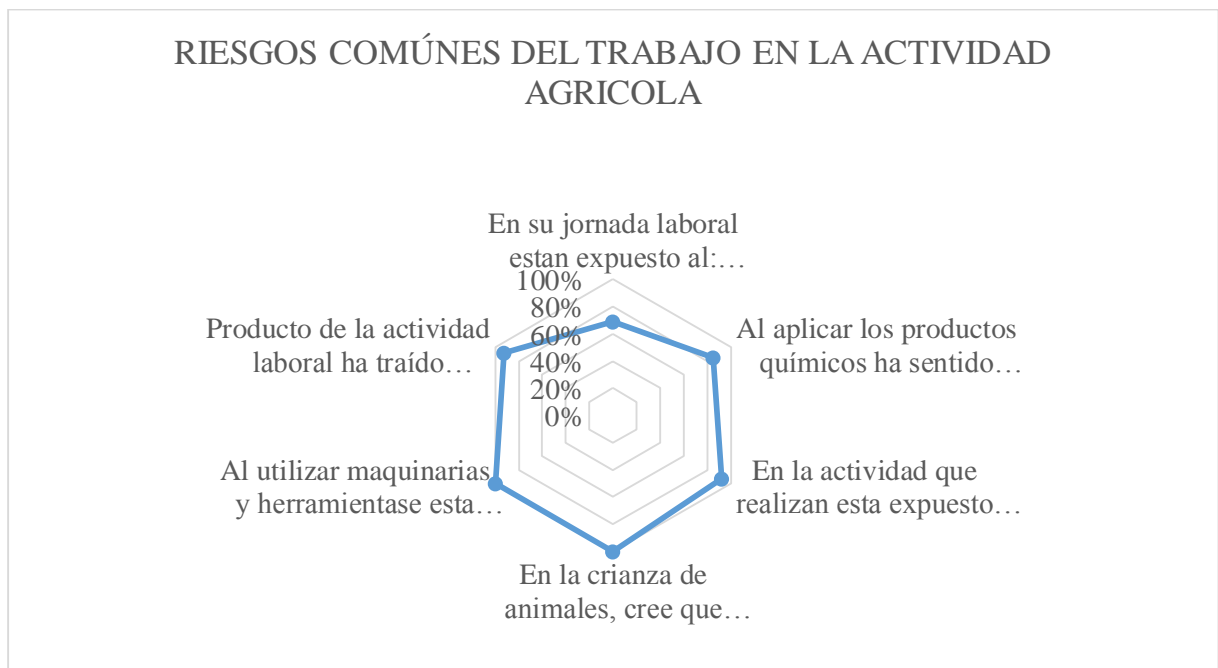 RIESGOS COMÚNES DEL TRABAJO EN LA ACTIVIDAD
AGRICOLA
En su jornada laboral
estan expuesto al:…
Al aplicar los productos
químicos ha sentido…
En la actividad que
realizan esta expuesto…
En la crianza de
animales, cree que…
Al utilizar maquinarias
y herramientase esta…
Producto de la actividad
laboral ha traído…
100%
80%
60%
40%
20%
0%